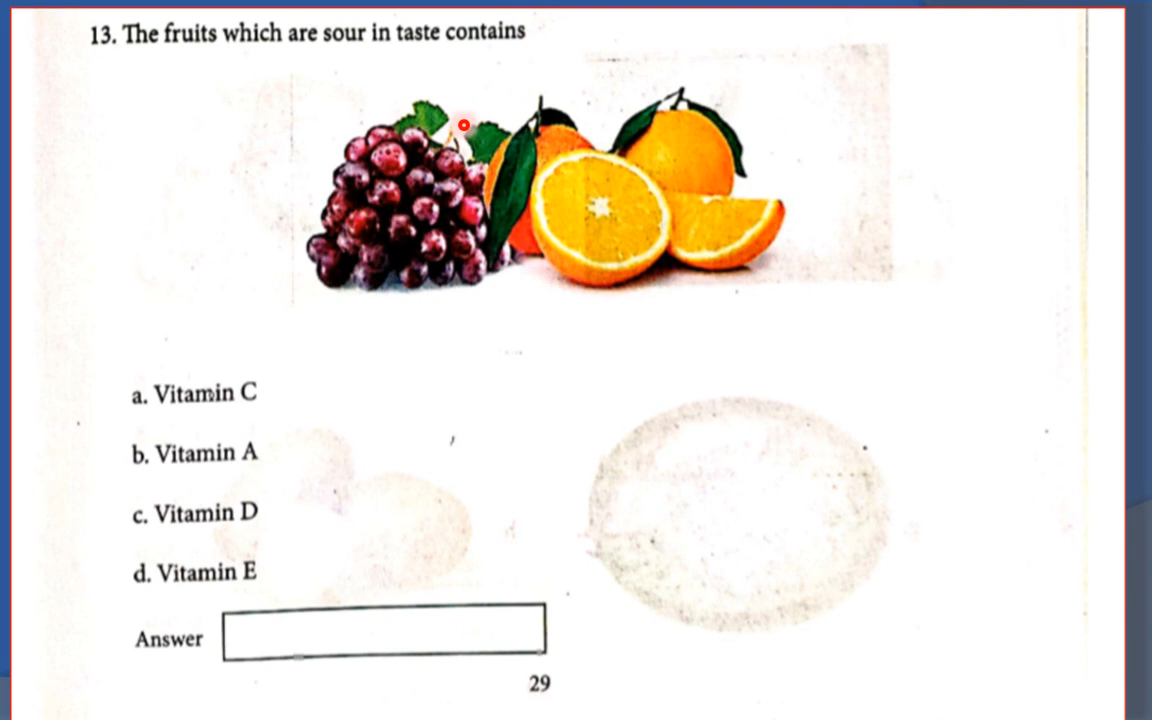 13. The fruits which are sour in taste contains
a. Vitamin C
b. Vitamin A
c. Vitamin D
d. Vitamin E
Answer
29